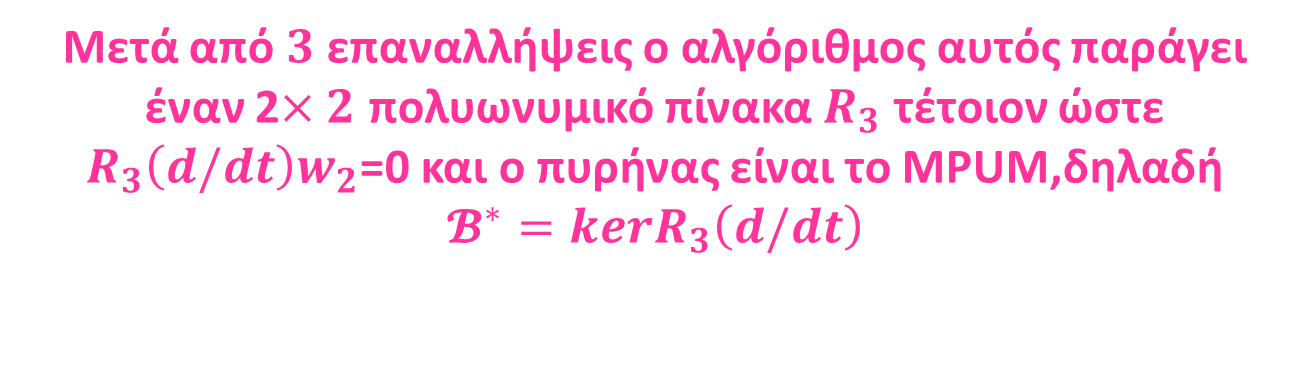 Μετά από 3 επαναλλήψεις ο αλγόριθμος αυτός παράγει
έναν 2× 2 πολυωνυμικό πίνακα R₃ τέτοιον ώστε
R₃(d/dt)w₂=0 και ο πυρήνας είναι το MPUM,δηλαδή
ℬ* = kerR₃(d/dt)